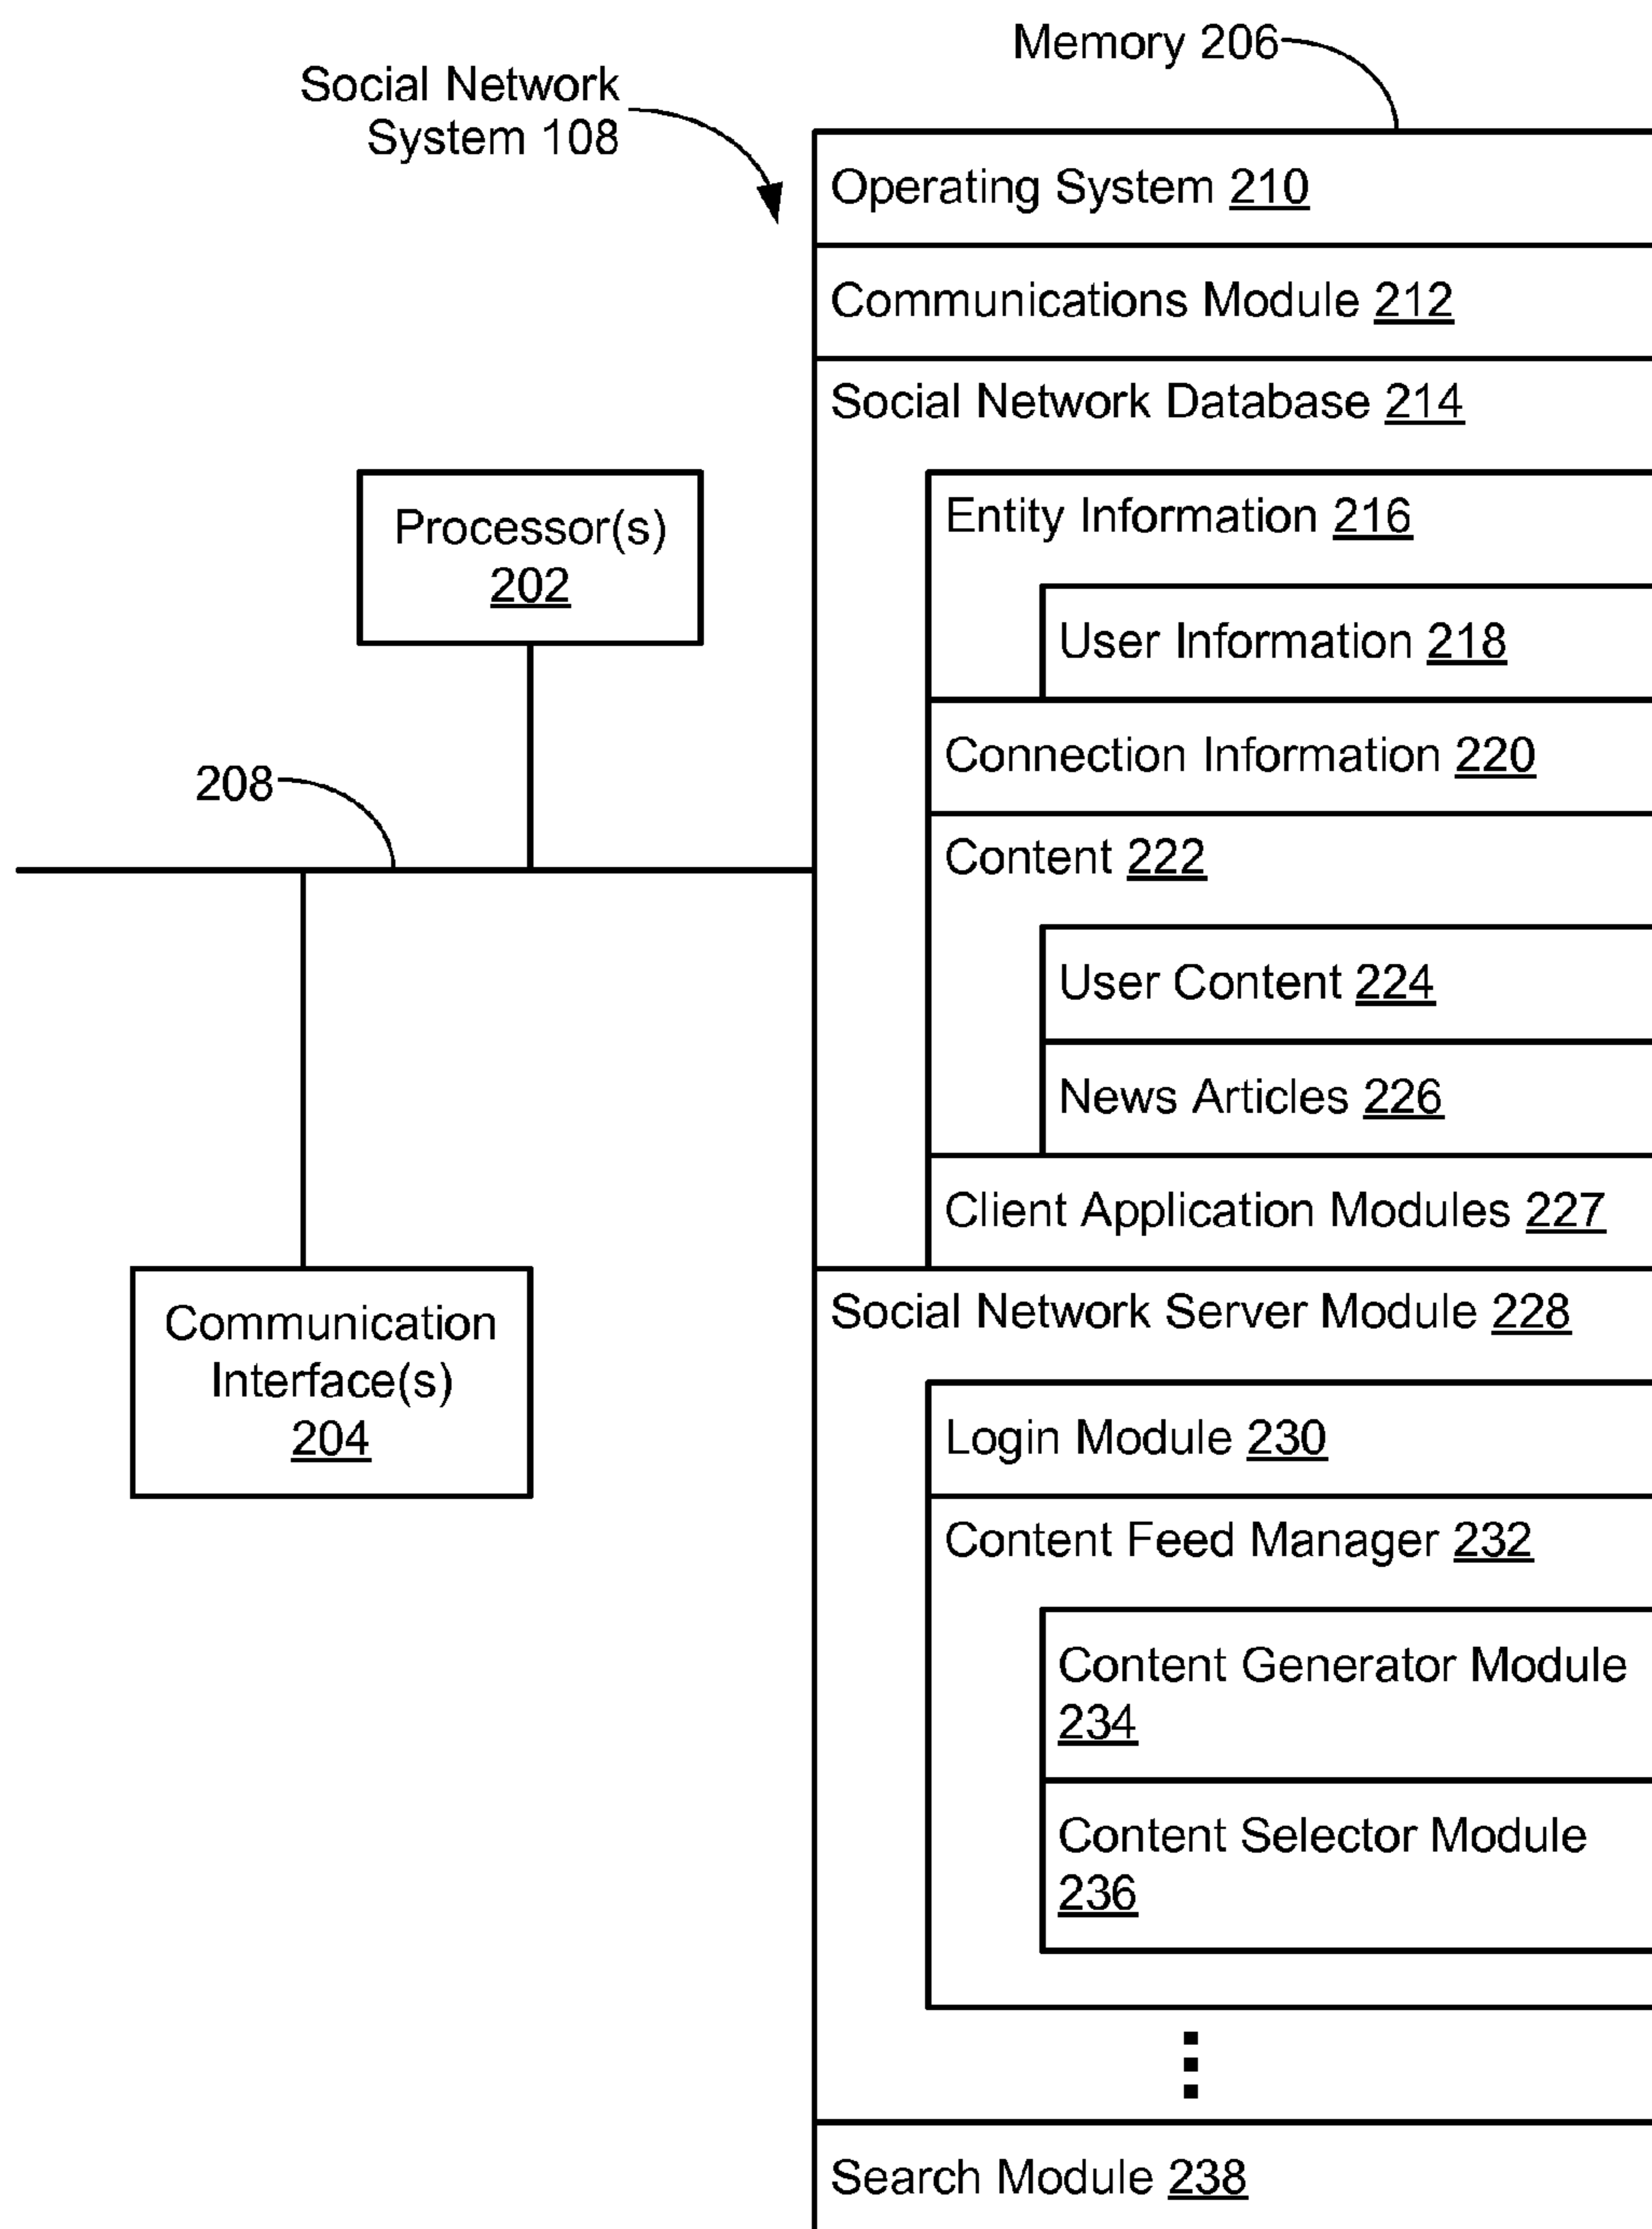 Memory 206
Social Network
System 108
Operating System 210
Communications Module 212
Social Network Database 214
Processor(s)
202
Entity Information 216
User Information 218
Connection Information 220
208
Content 222
User Content 224
News Articles 226
Client Application Modules 227
Communication
Interface(s)
204
Social Network Server Module 228
Login Module 230
Content Feed Manager 232
Content Generator Module
234
Content Selector Module
236
Search Module 238